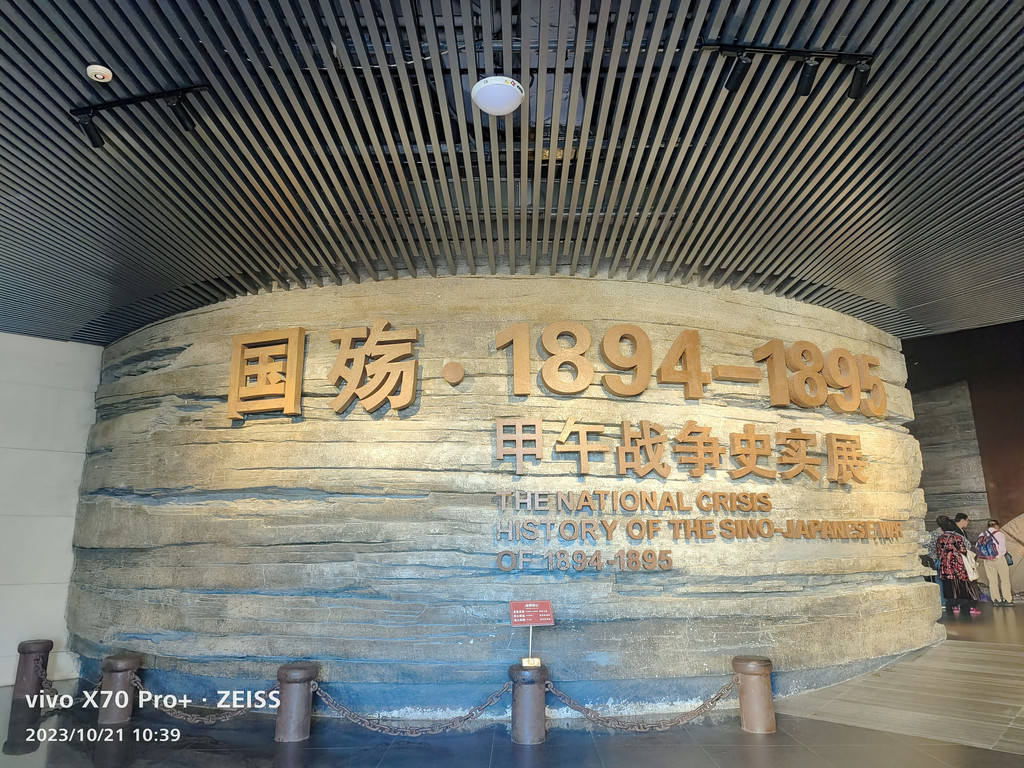 国殇·1894-1895
甲午战争史实展
THE NATIONAL CRISIS
HISTORY OF THE SINO-JAPANESE WAR
OF 1894-1895
vivo X70 Pro+ · ZEISS
2023/10/21 10:39